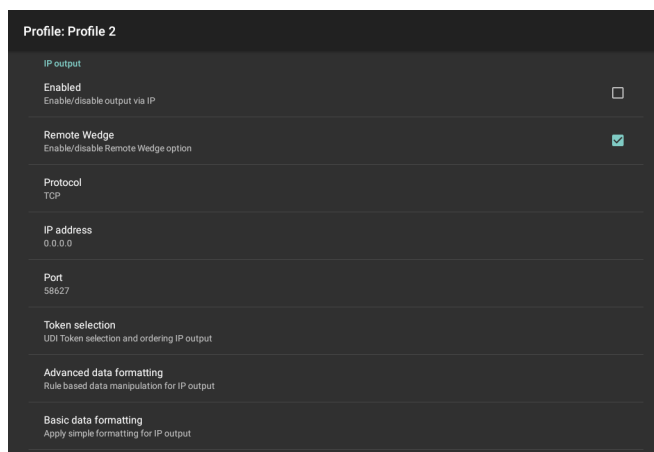 Profile: Profile 2
IP output
Enabled
Enable/disable output via IP
Remote Wedge
Enable/disable Remote Wedge option
Protocol
TCP
IP address
0.0.0.0
Port
58627
Token selection
UDI Token selection and ordering IP output
Advanced data formatting
Rule based data manipulation for IP output
Basic data formatting
Apply simple formatting for IP output